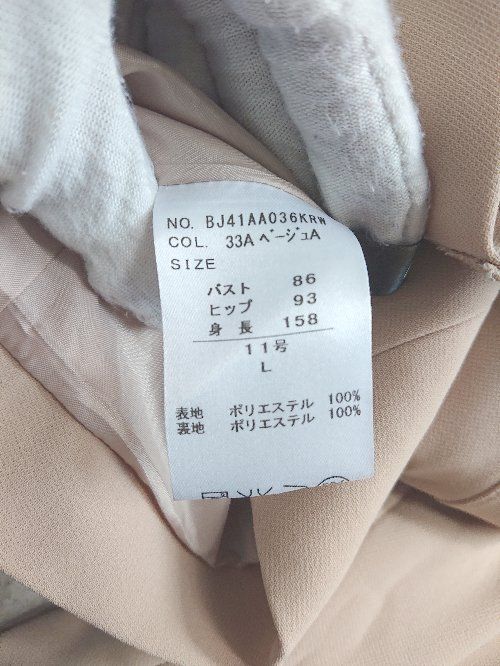 NO. BJ41AA036KRW
COL. 33A ベージュA
SIZE
バスト 86
ヒップ 93
身長 158
11号
L
表地 ポリエステル 100%
裏地 ポリエステル 100%